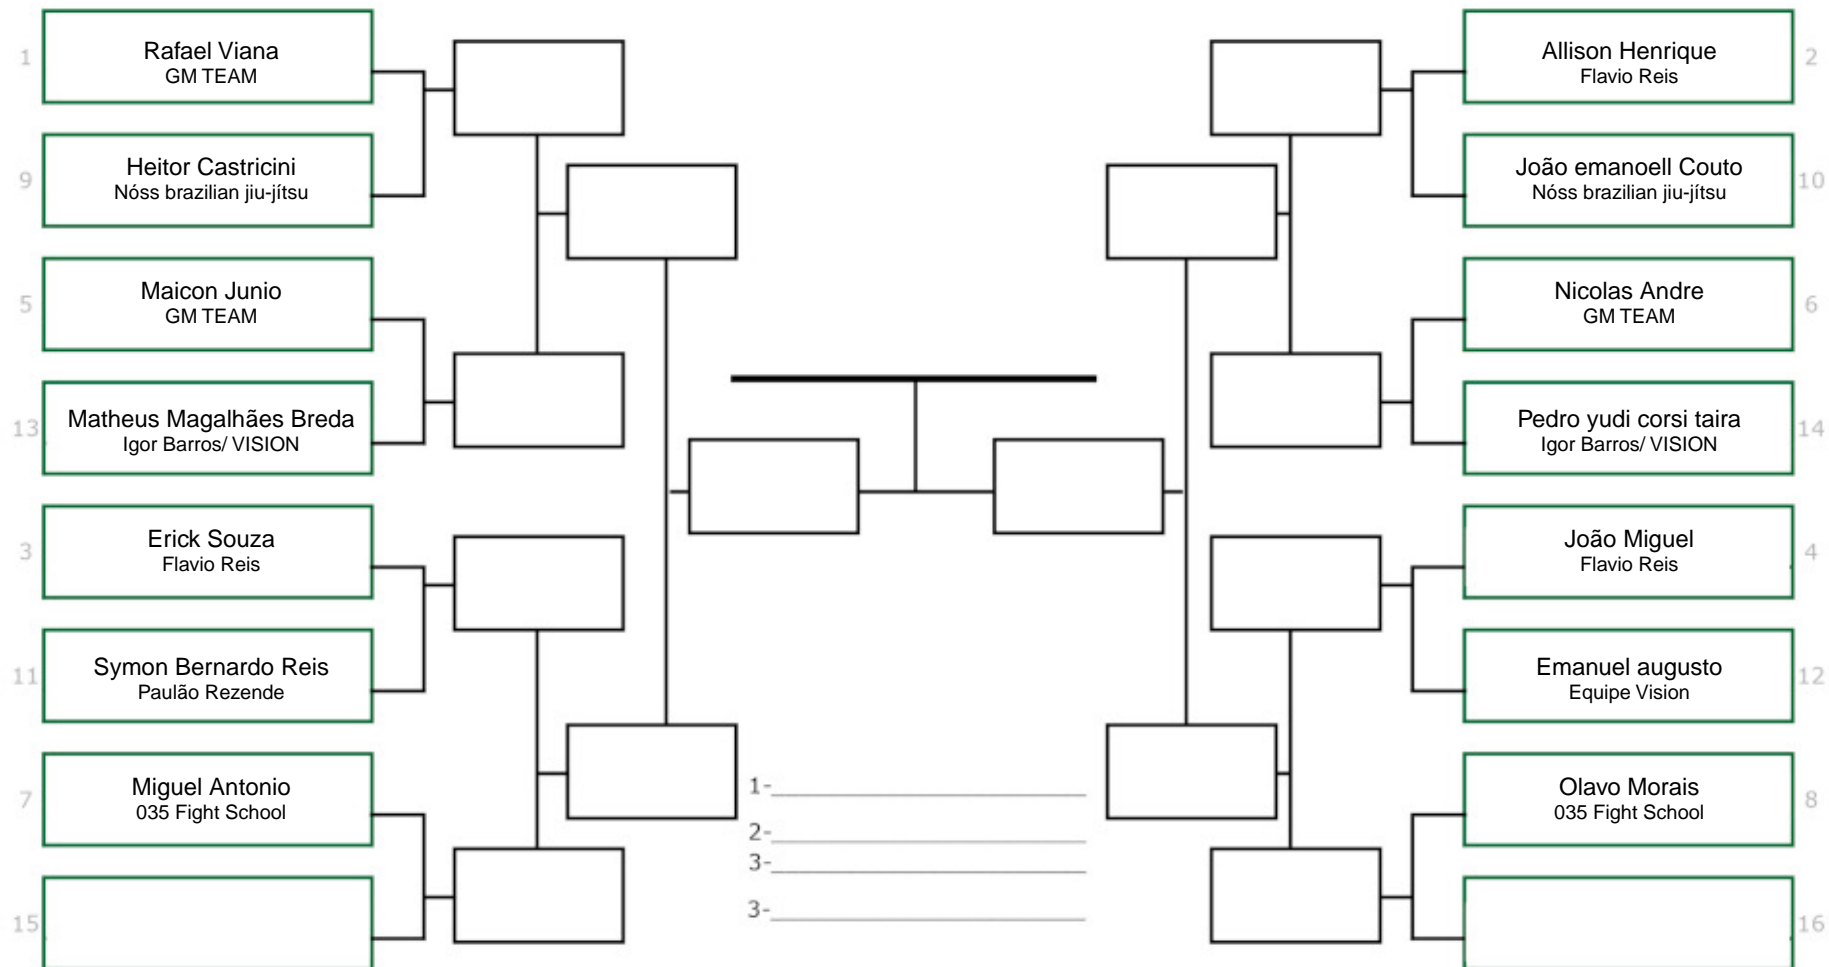 1
Rafael Viana
GM TEAM
9
Heitor Castricini
Nóss brazilian jiu-jítsu
5
Maicon Junio
GM TEAM
13
Matheus Magalhães Breda
Igor Barros/ VISION
3
Erick Souza
Flavio Reis
11
Symon Bernardo Reis
Paulão Rezende
7
Miguel Antonio
035 Fight School
15
1-
2-
3-
3-
Allison Henrique
Flavio Reis
2
João emanoell Couto
Nóss brazilian jiu-jítsu
10
Nicolas Andre
GM TEAM
6
Pedro yudi corsi taira
Igor Barros/ VISION
14
João Miguel
Flavio Reis
4
Emanuel augusto
Equipe Vision
12
Olavo Morais
035 Fight School
8
16